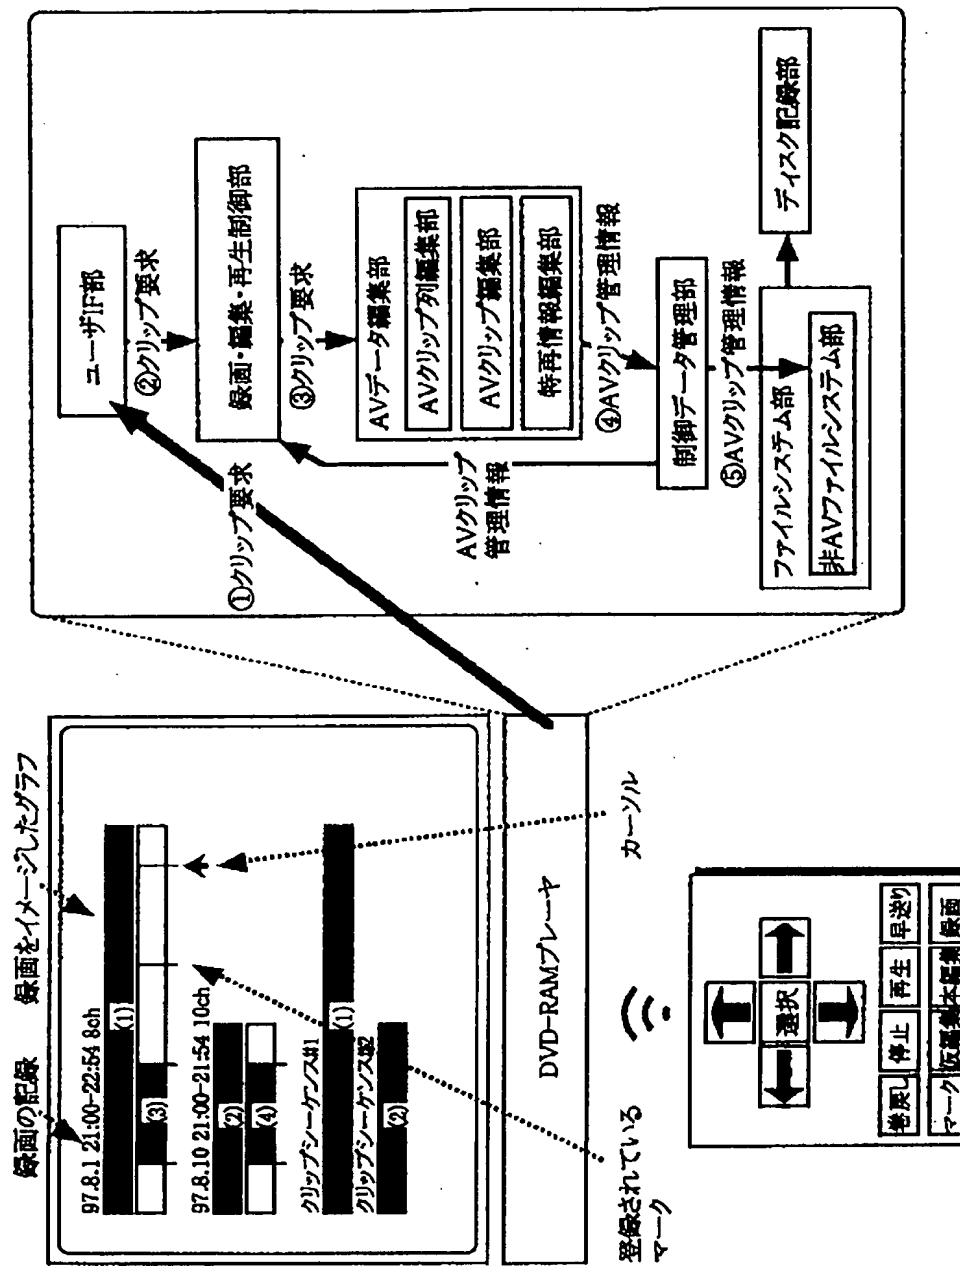 録画の記録
録画をイメージしたグラフ
97.8.1 21:00-22:54 8ch
(1)
(3)
97.8.10 21:00-21:54 10ch
(2)
(4)
クリップシーケンス#1
(1)
クリップシーケンス#2
(2)
DVD-RAMプレーヤ
登録されている
マーク
カーソル
選択
巻戻し
停止
再生
早送り
マーク
仮編集
本編集
録画
ユーザIF部
①クリップ要求
②クリップ要求
録画・編集・再生制御部
③クリップ要求
AVデータ編集部
AVクリップ列編集部
AVクリップ編集部
特再情報編集部
AVクリップ
管理情報
④AVクリップ管理情報
制御データ管理部
⑤AVクリップ管理情報
ファイルシステム部
非AVファイルシステム部
ディスク記録部